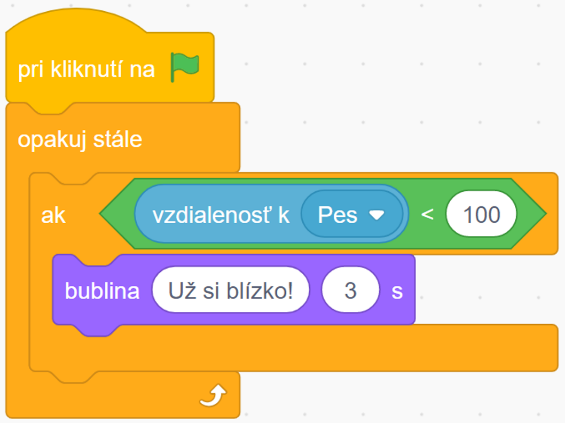 pri kliknutí na
opakuj stále
ak vzdialenosť k Pes < 100
bublina Už si blízko! 3 s